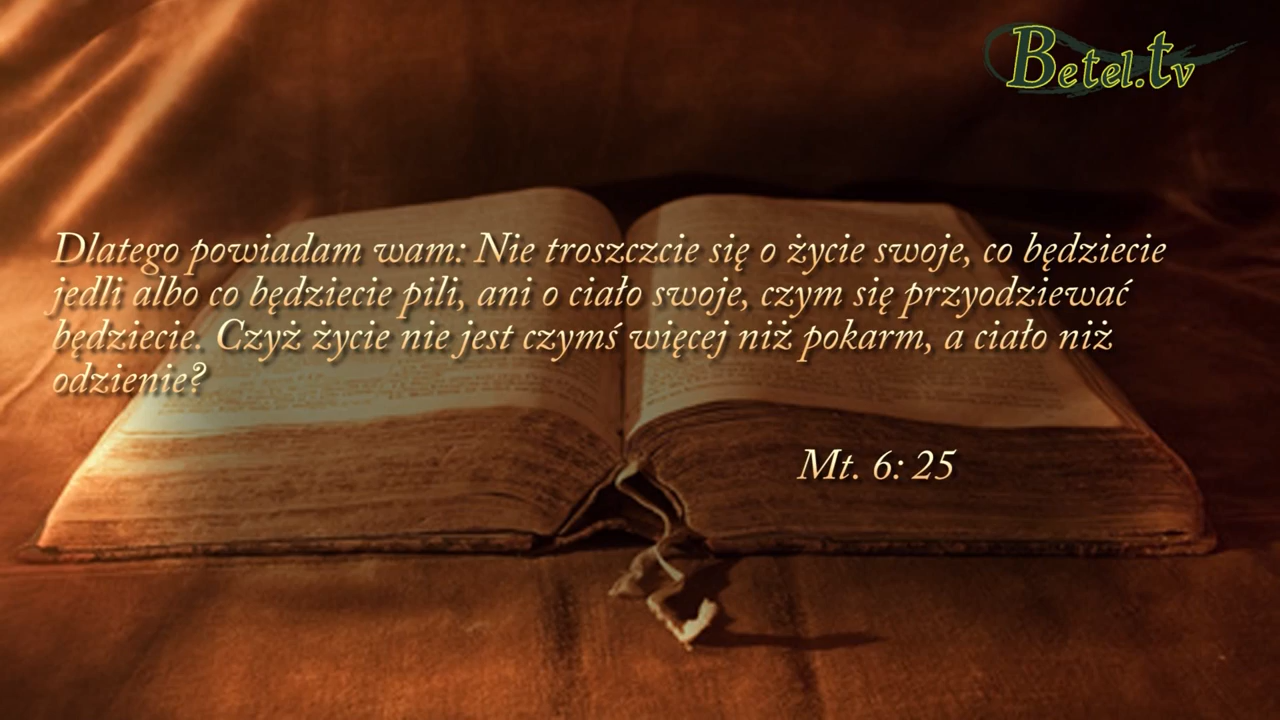 Betel.tv
Dlatego powiadam wam: Nie troszczcie się o życie swoje, co będziecie
jedli albo co będziecie pili, ani o ciało swoje, czym się przyodziewać
będziecie. Czyż życie nie jest czymś więcej niż pokarm, a ciało niż
odzienie?
Mt. 6: 25